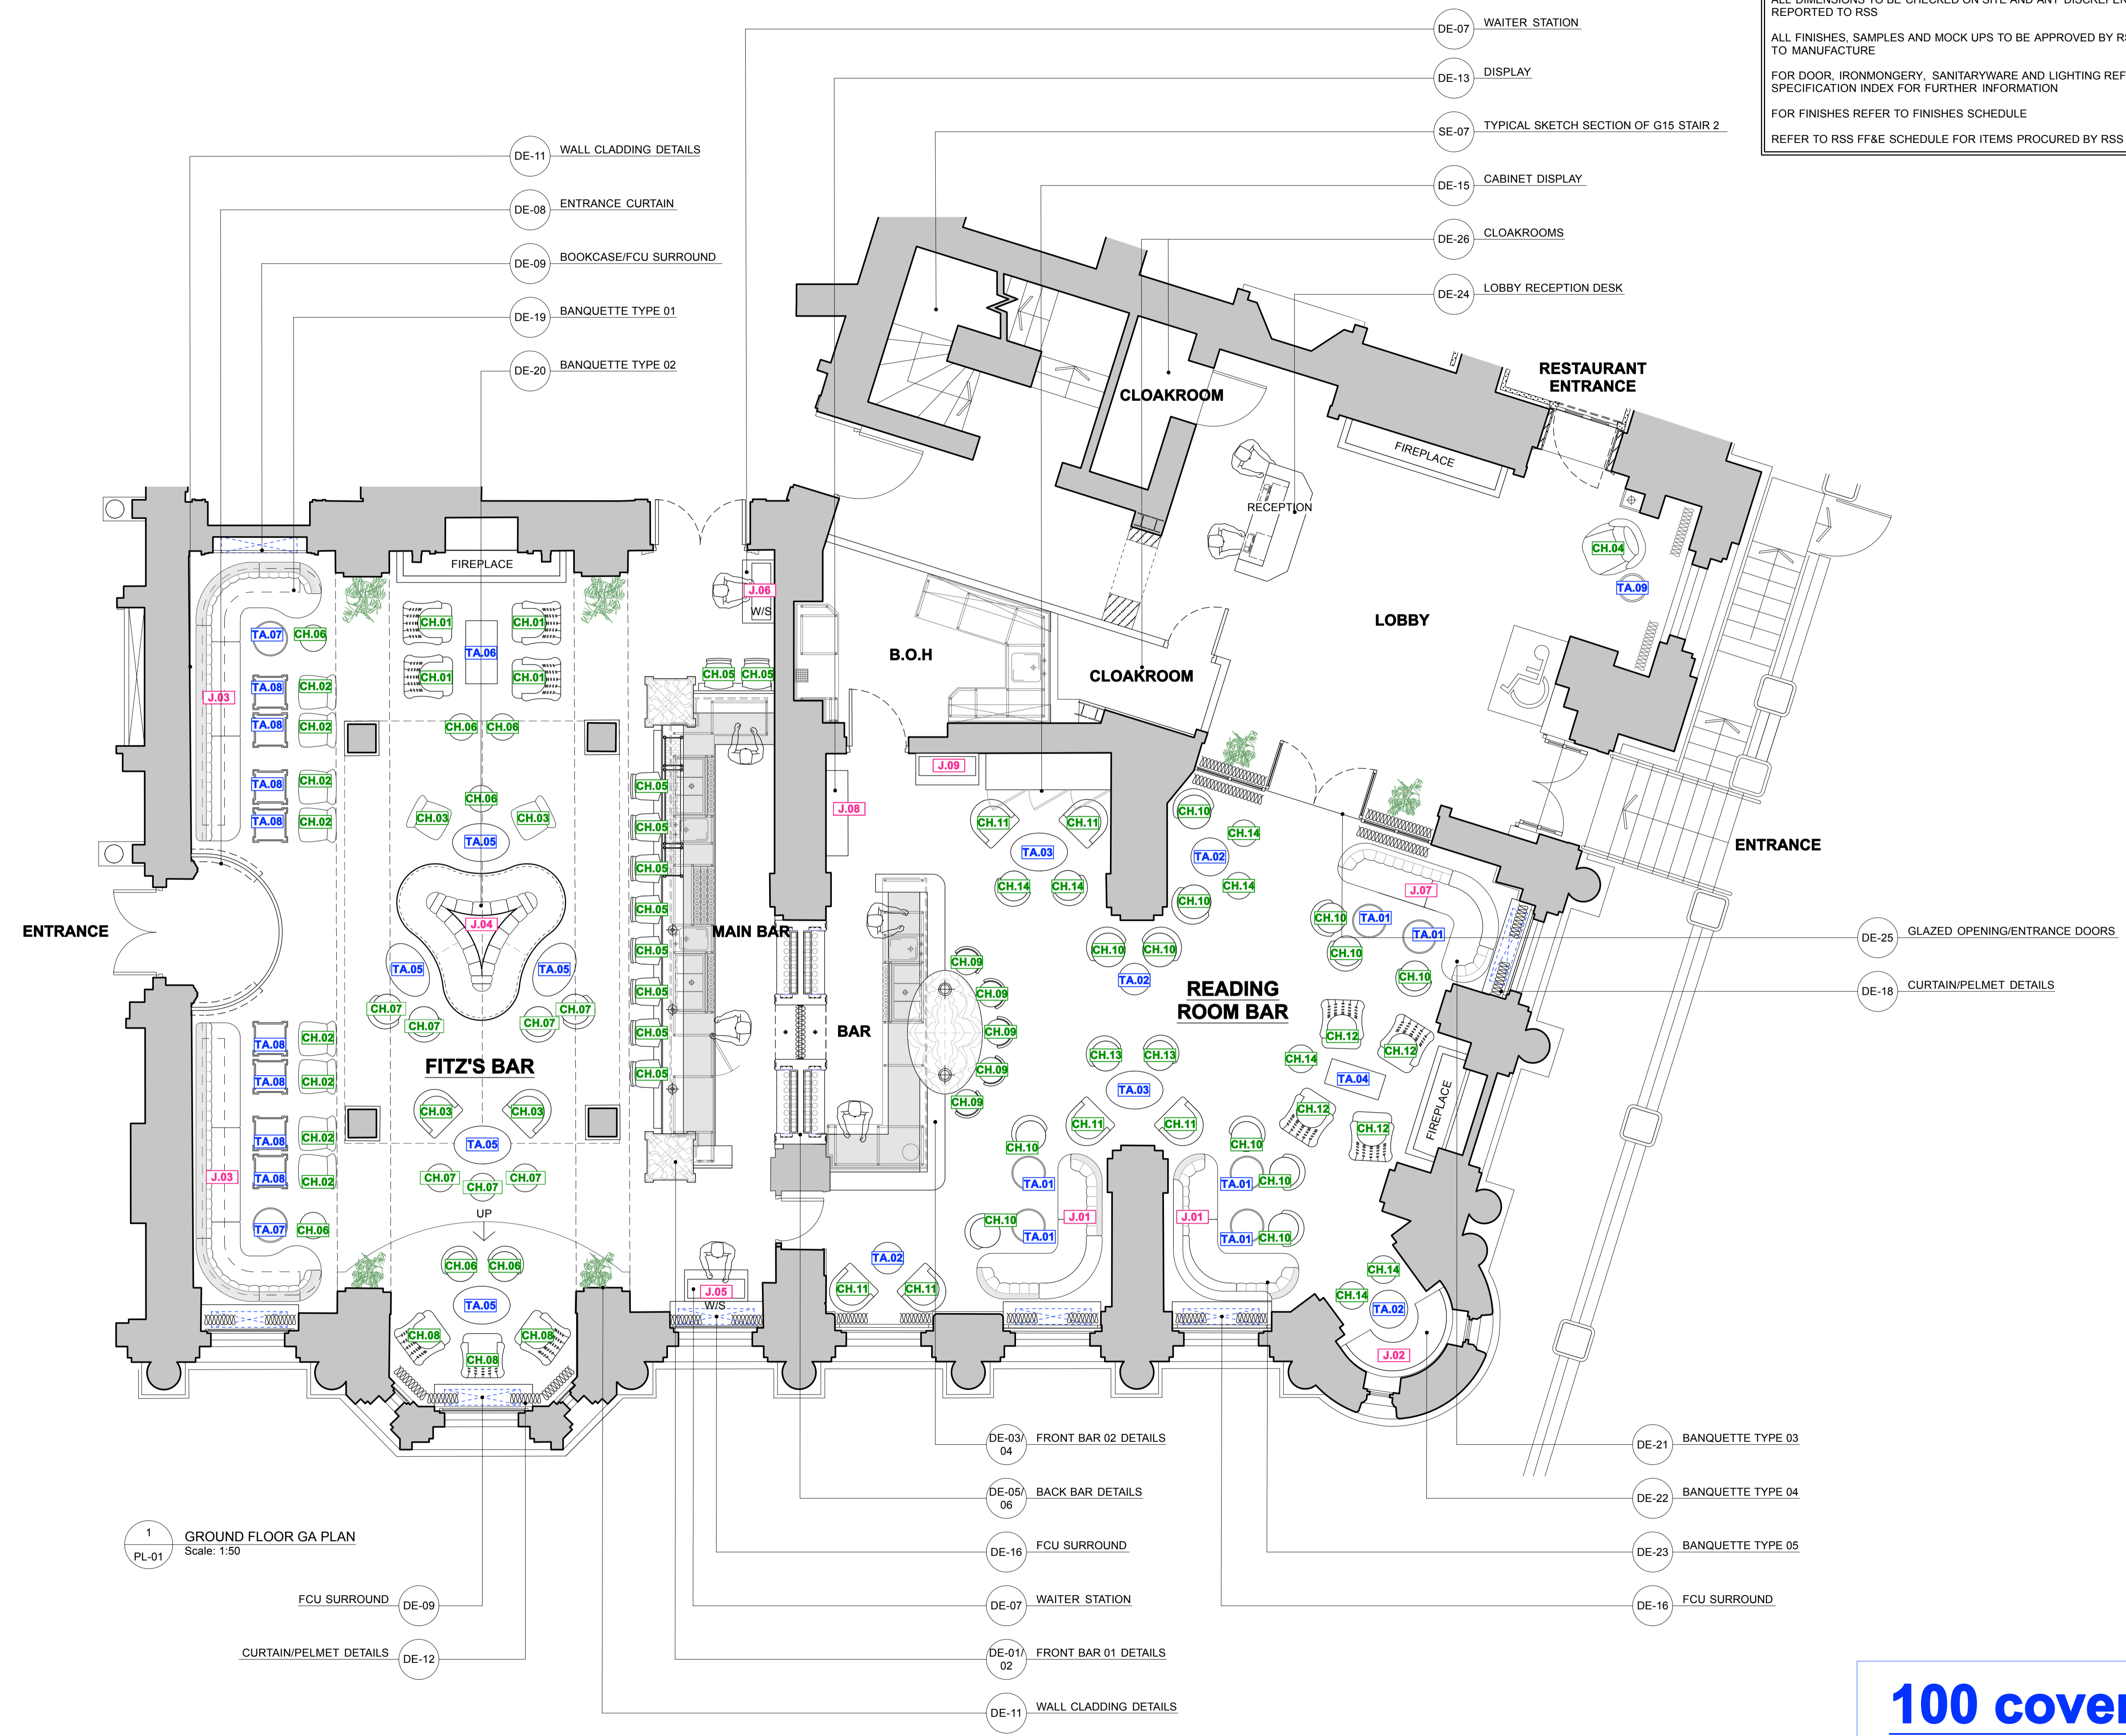 ALL DIMENSIONS TO BE CHECKED ON SITE AND ANY
REPORTED TO RSS
ALL FINISHES, SAMPLES AND MOCK UPS TO BE APPROVED BY
TO MANUFACTURE
FOR DOOR, IRONMONGERY, SANITARYWARE AND LIGHTING
SPECIFICATION INDEX FOR FURTHER INFORMATION
FOR FINISHES REFER TO FINISHES SCHEDULE
REFER TO RSS FF&E SCHEDULE FOR ITEMS PROCURED BY RSS
DE-07 WAITER STATION
DE-13 DISPLAY
SE-07 TYPICAL SKETCH SECTION OF G15 STAIR 2
DE-15 CABINET DISPLAY
DE-26 CLOAKROOMS
DE-24 LOBBY RECEPTION DESK
DE-11 WALL CLADDING DETAILS
DE-08 ENTRANCE CURTAIN
DE-09 BOOKCASE/FCU SURROUND
DE-19 BANQUETTE TYPE 01
DE-20 BANQUETTE TYPE 02
RESTAURANT
ENTRANCE
CLOAKROOM
FIREPLACE
RECEPTION
CH.04
TA.09
LOBBY
B.O.H
CLOAKROOM
ENTRANCE
FIREPLACE
J.06
W/S
CH.01
CH.01
TA.06
CH.01
CH.01
TA.07
CH.06
J.03
TA.08
CH.02
TA.08
CH.02
TA.08
CH.02
TA.08
CH.02
CH.05
CH.05
CH.06
CH.06
CH.06
CH.03
CH.03
TA.05
J.04
TA.05
TA.05
CH.07
CH.07
CH.07
CH.07
ENTRANCE
FITZ'S BAR
CH.05
CH.05
CH.05
CH.05
CH.05
CH.05
CH.05
CH.05
MAIN BAR
BAR
TA.08
CH.02
TA.08
CH.02
TA.08
CH.02
TA.08
CH.02
J.03
TA.07
CH.06
CH.03
CH.03
TA.05
CH.07
CH.07
CH.07
UP
CH.06
CH.06
TA.05
CH.08
CH.08
CH.08
J.05
W/S
J.09
J.08
CH.11
CH.11
TA.03
CH.14
CH.14
CH.10
CH.14
TA.02
CH.14
CH.10
J.07
CH.10
TA.01
TA.01
CH.10
CH.10
CH.10
CH.10
TA.02
READING
ROOM BAR
CH.09
CH.09
CH.09
CH.09
CH.09
CH.13
CH.13
TA.03
CH.11
CH.11
CH.12
CH.12
CH.14
TA.04
CH.12
CH.12
FIREPLACE
CH.10
TA.01
CH.10
TA.01
J.01
J.01
CH.10
TA.01
CH.10
TA.01
CH.10
TA.02
CH.11
CH.11
CH.14
CH.14
TA.02
J.02
DE-25 GLAZED OPENING/ENTRANCE DOORS
DE-18 CURTAIN/PELMET DETAILS
DE-03/04 FRONT BAR 02 DETAILS
DE-05/06 BACK BAR DETAILS
DE-16 FCU SURROUND
DE-07 WAITER STATION
DE-01/02 FRONT BAR 01 DETAILS
DE-11 WALL CLADDING DETAILS
DE-21 BANQUETTE TYPE 03
DE-22 BANQUETTE TYPE 04
DE-23 BANQUETTE TYPE 05
DE-16 FCU SURROUND
1
PL-01
GROUND FLOOR GA PLAN
Scale: 1:50
FCU SURROUND DE-09
CURTAIN/PELMET DETAILS DE-12
100 cover